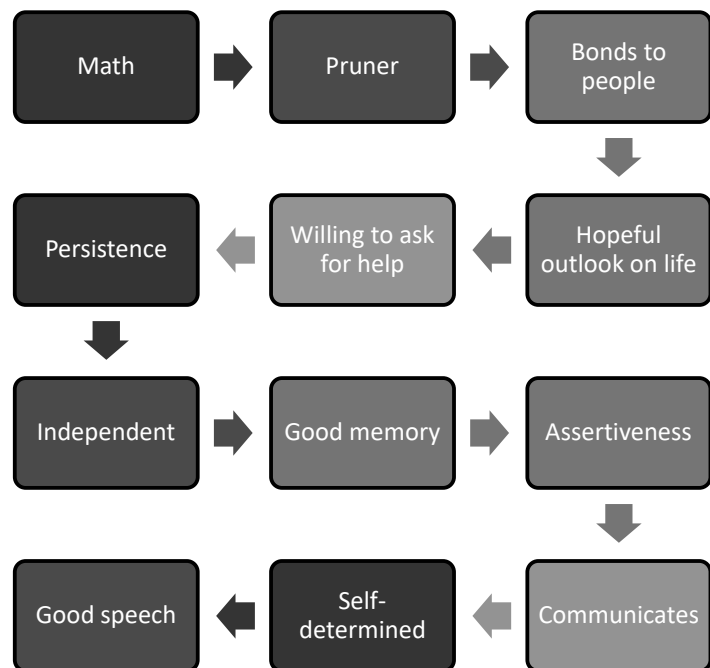 Math
Pruner
Bonds to
people
Hopeful
outlook on life
Willing to ask
for help
Persistence
Independent
Good memory
Assertiveness
Communicates
Self-
determined
Good speech